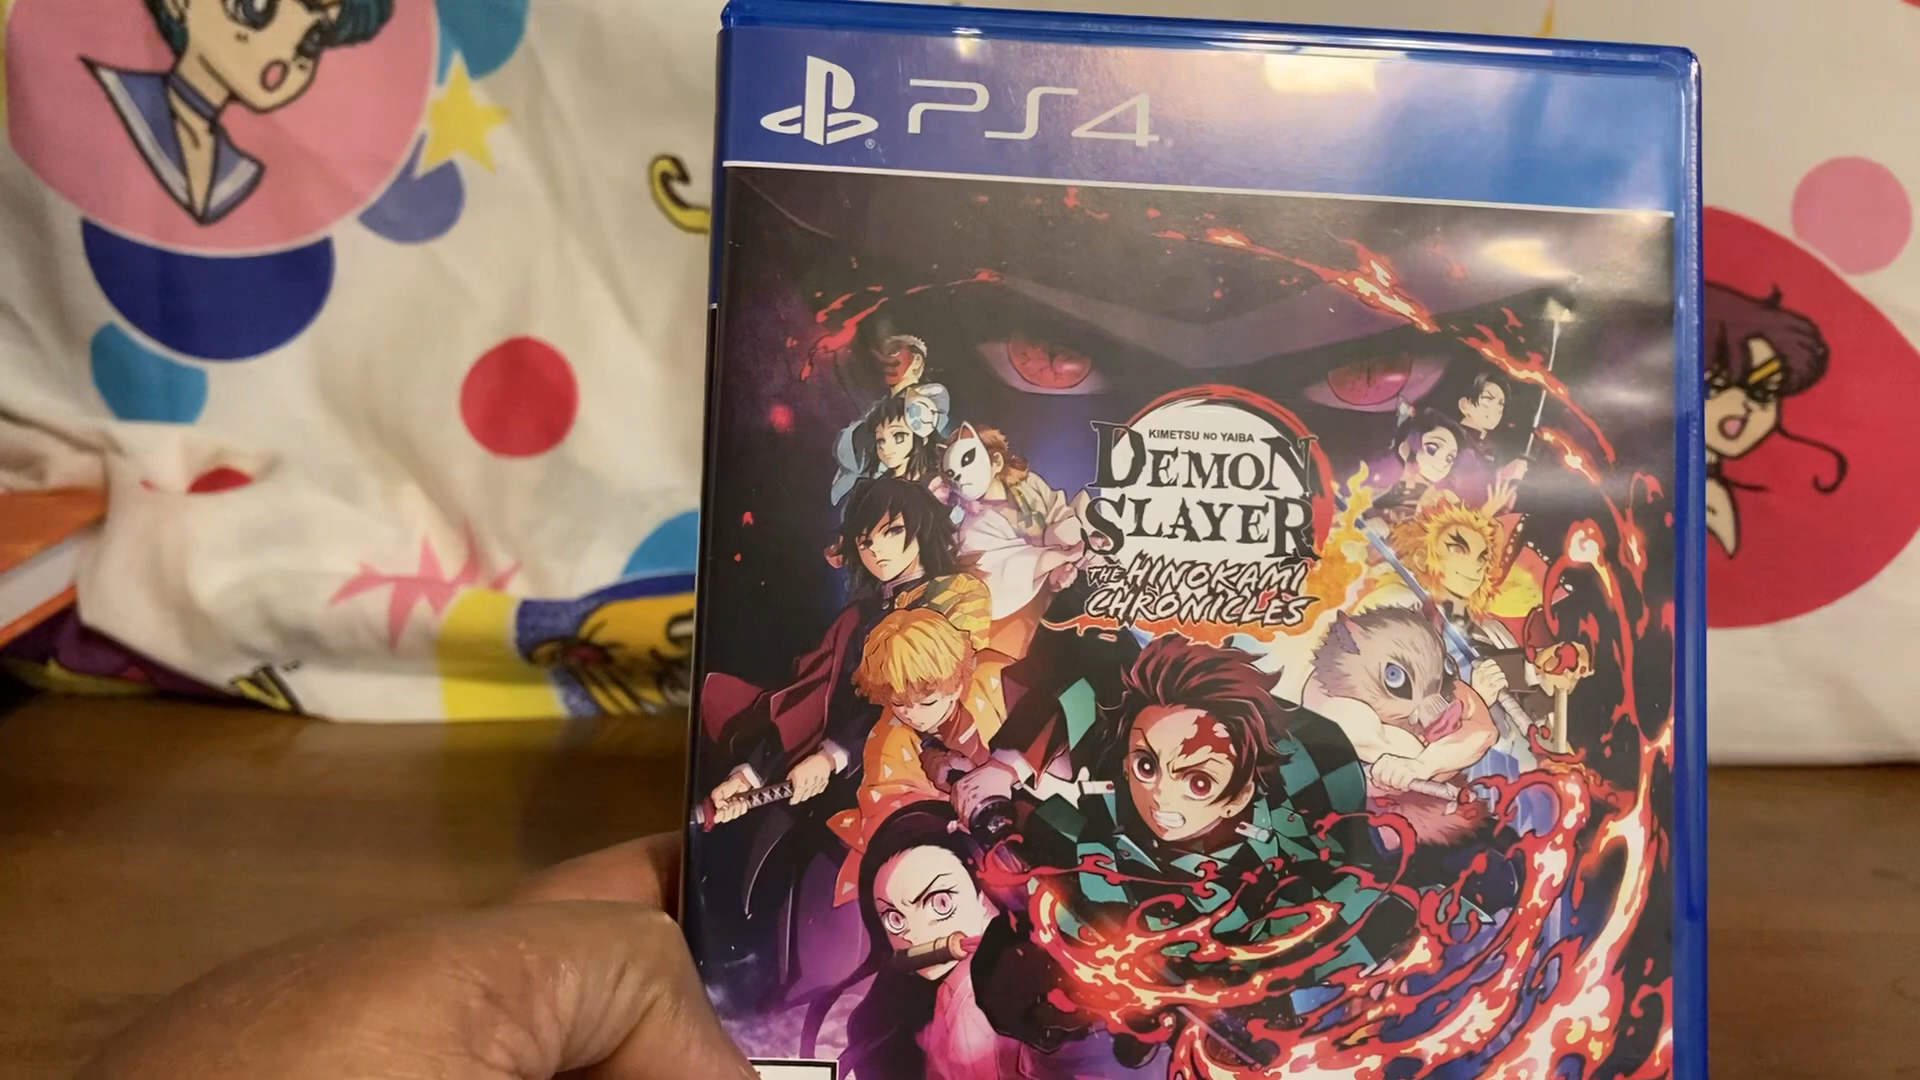 PS4
KIMETSU NO YAIBA
DEMON
SLAYER
THE HINOKAMI
CHRONICLES